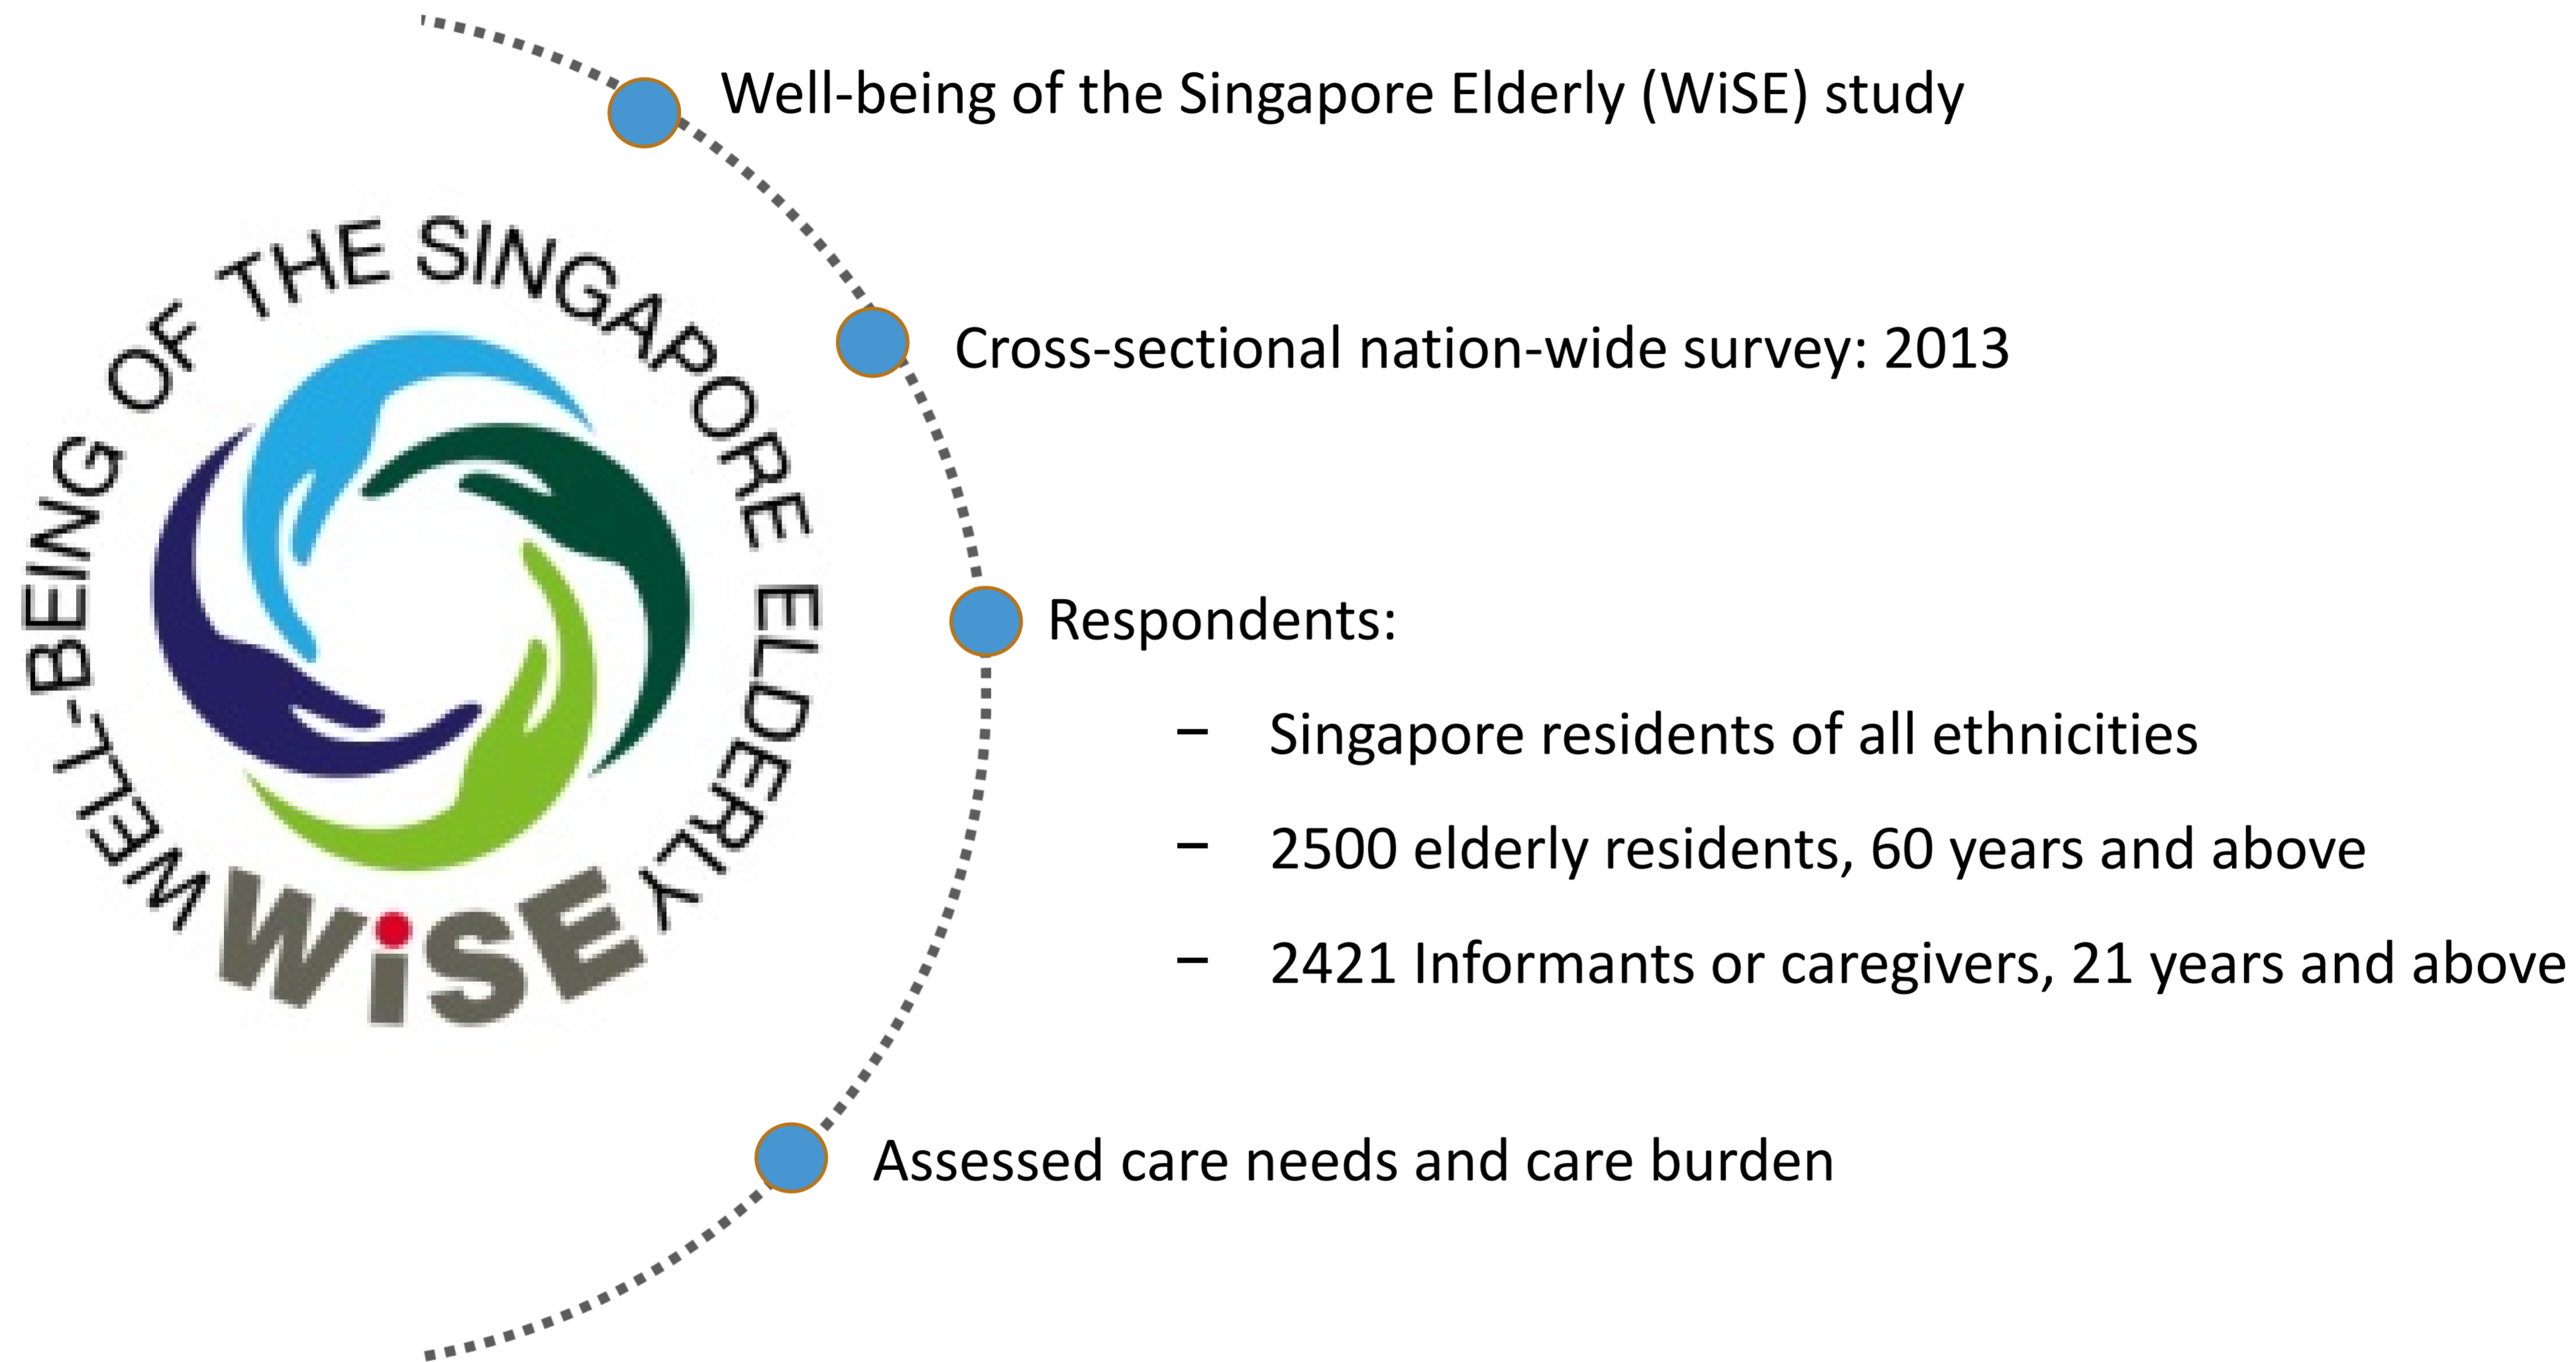 WELL-BEING OF THE SINGAPORE ELDERLY
WiSE
Well-being of the Singapore Elderly (WiSE) study
Cross-sectional nation-wide survey: 2013
Respondents:
– Singapore residents of all ethnicities
– 2500 elderly residents, 60 years and above
– 2421 Informants or caregivers, 21 years and above
Assessed care needs and care burden